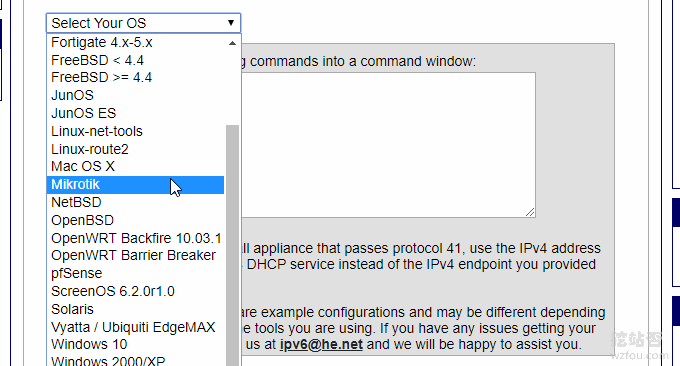 Select Your OS
Fortigate 4.x-5.x
FreeBSD < 4.4
g commands into a command window:
FreeBSD >= 4.4
JunOS
JunOS ES
Linux-net-tools
Linux-route2
Mac OS X
Mikrotik
NetBSD
OpenBSD
OpenWRT Backfire 10.03.1
all appliance that passes protocol 41, use the IPv4 address
OpenWRT Barrier Breaker
DHCP service instead of the IPv4 endpoint you provided
pfSense
ScreenOS 6.2.0r1.0
Solaris
are example configurations and may be different depending
Vyatta / Ubiquiti EdgeMAX
e tools you are using. If you have any issues getting your
Windows 10
us at ipv6@he.net and we will be happy to assist you.
Windows 2000/XP
挖站否
wzfou.com